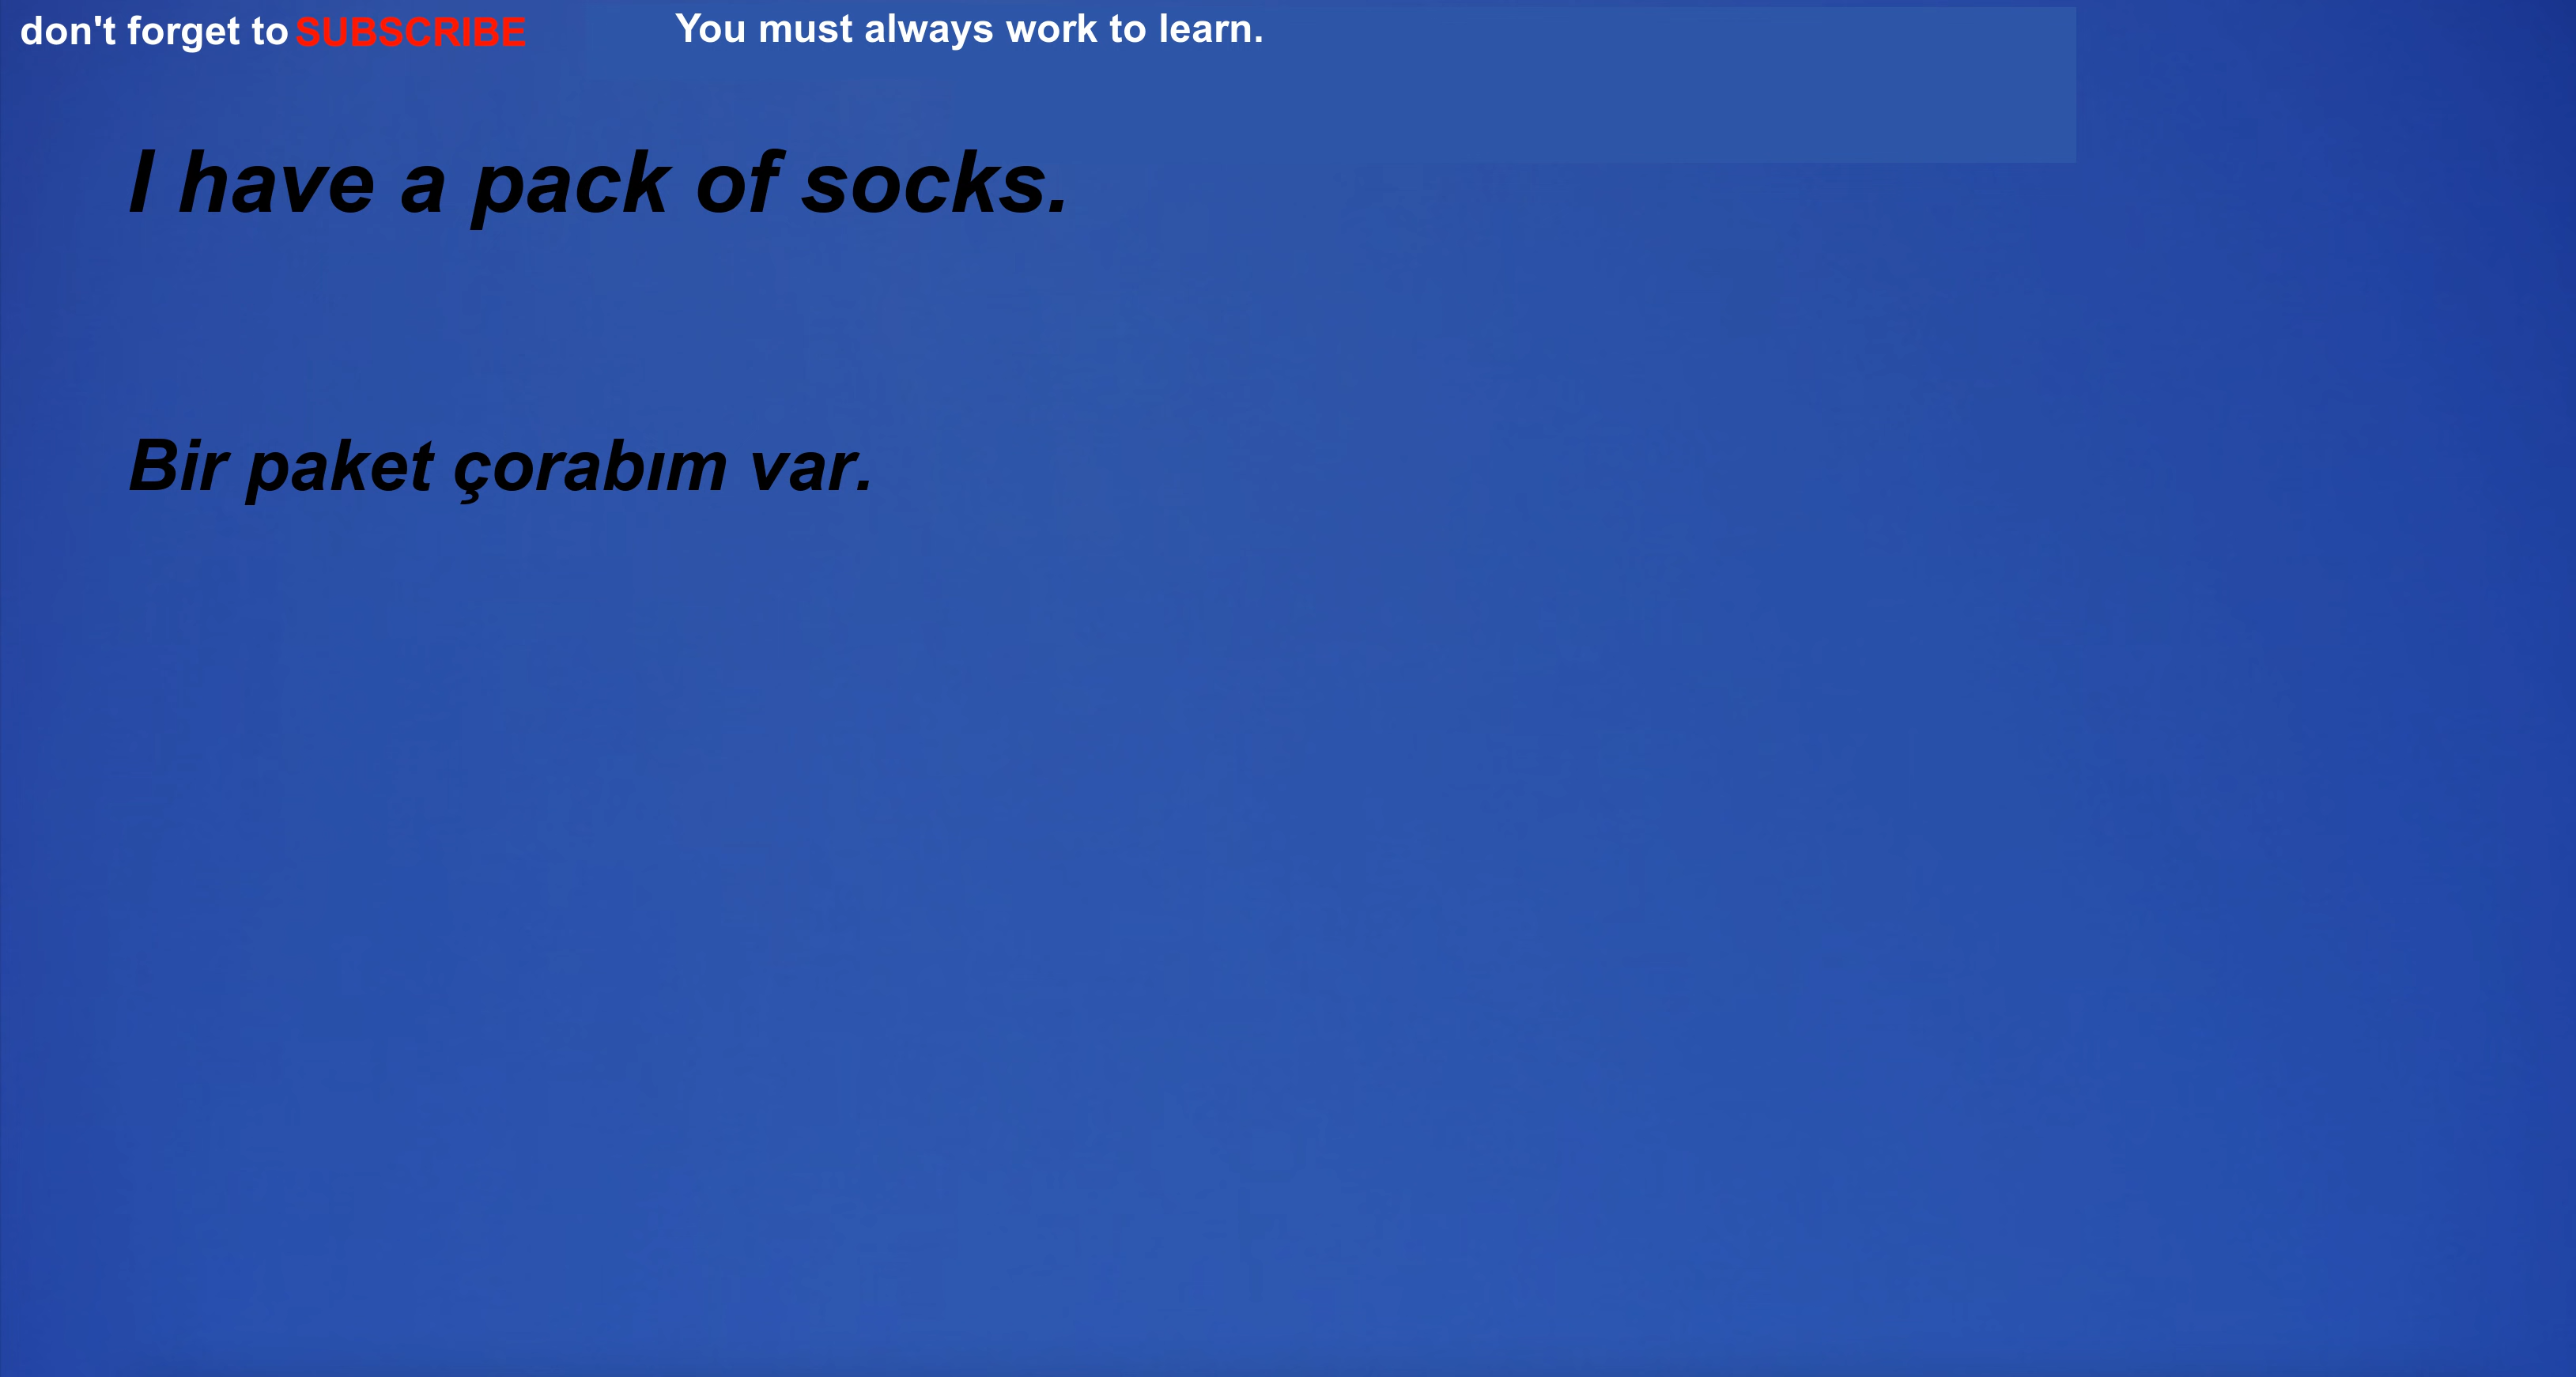 don't forget to SUBSCRIBE You must always work to learn.
I have a pack of socks.
Bir paket çorabım var.